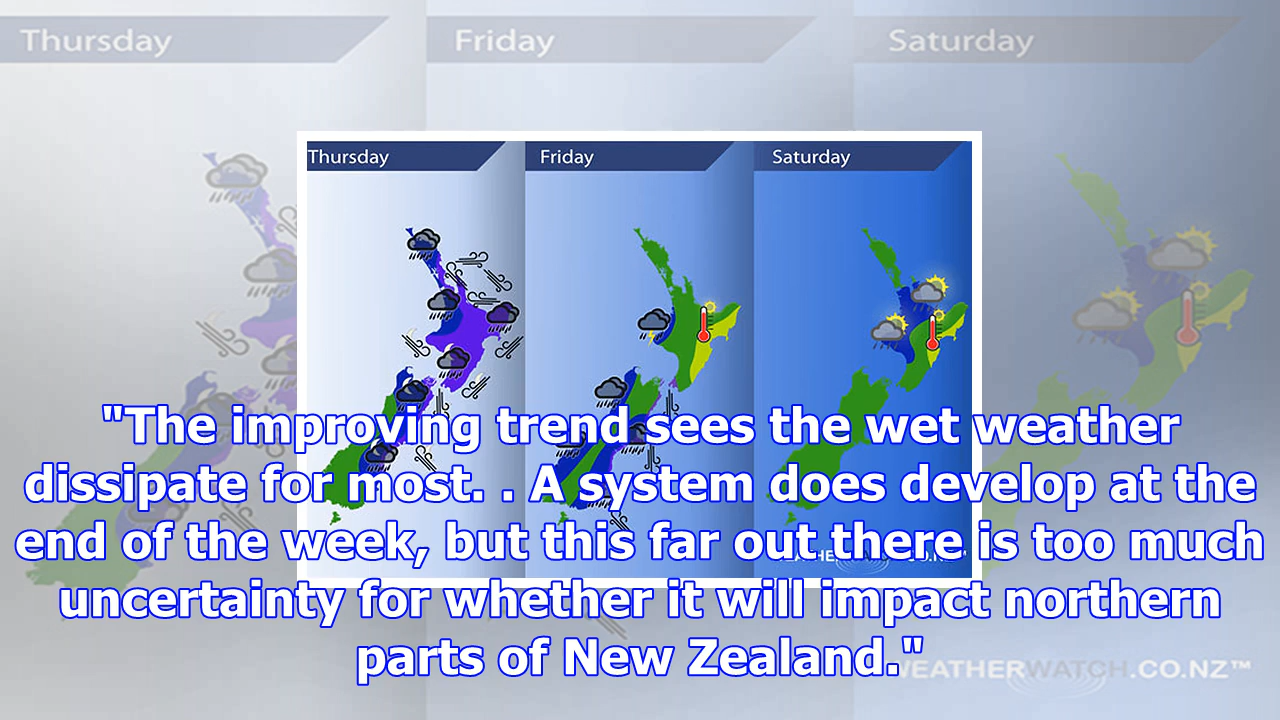 Thursday
Friday
Saturday
Thursday
Friday
Saturday
"The improving trend sees the wet weather
dissipate for most. . A system does develop at the
end of the week, but this far out there is too much
uncertainty for whether it will impact northern
parts of New Zealand."
WEATHERWATCH.CO.NZ™